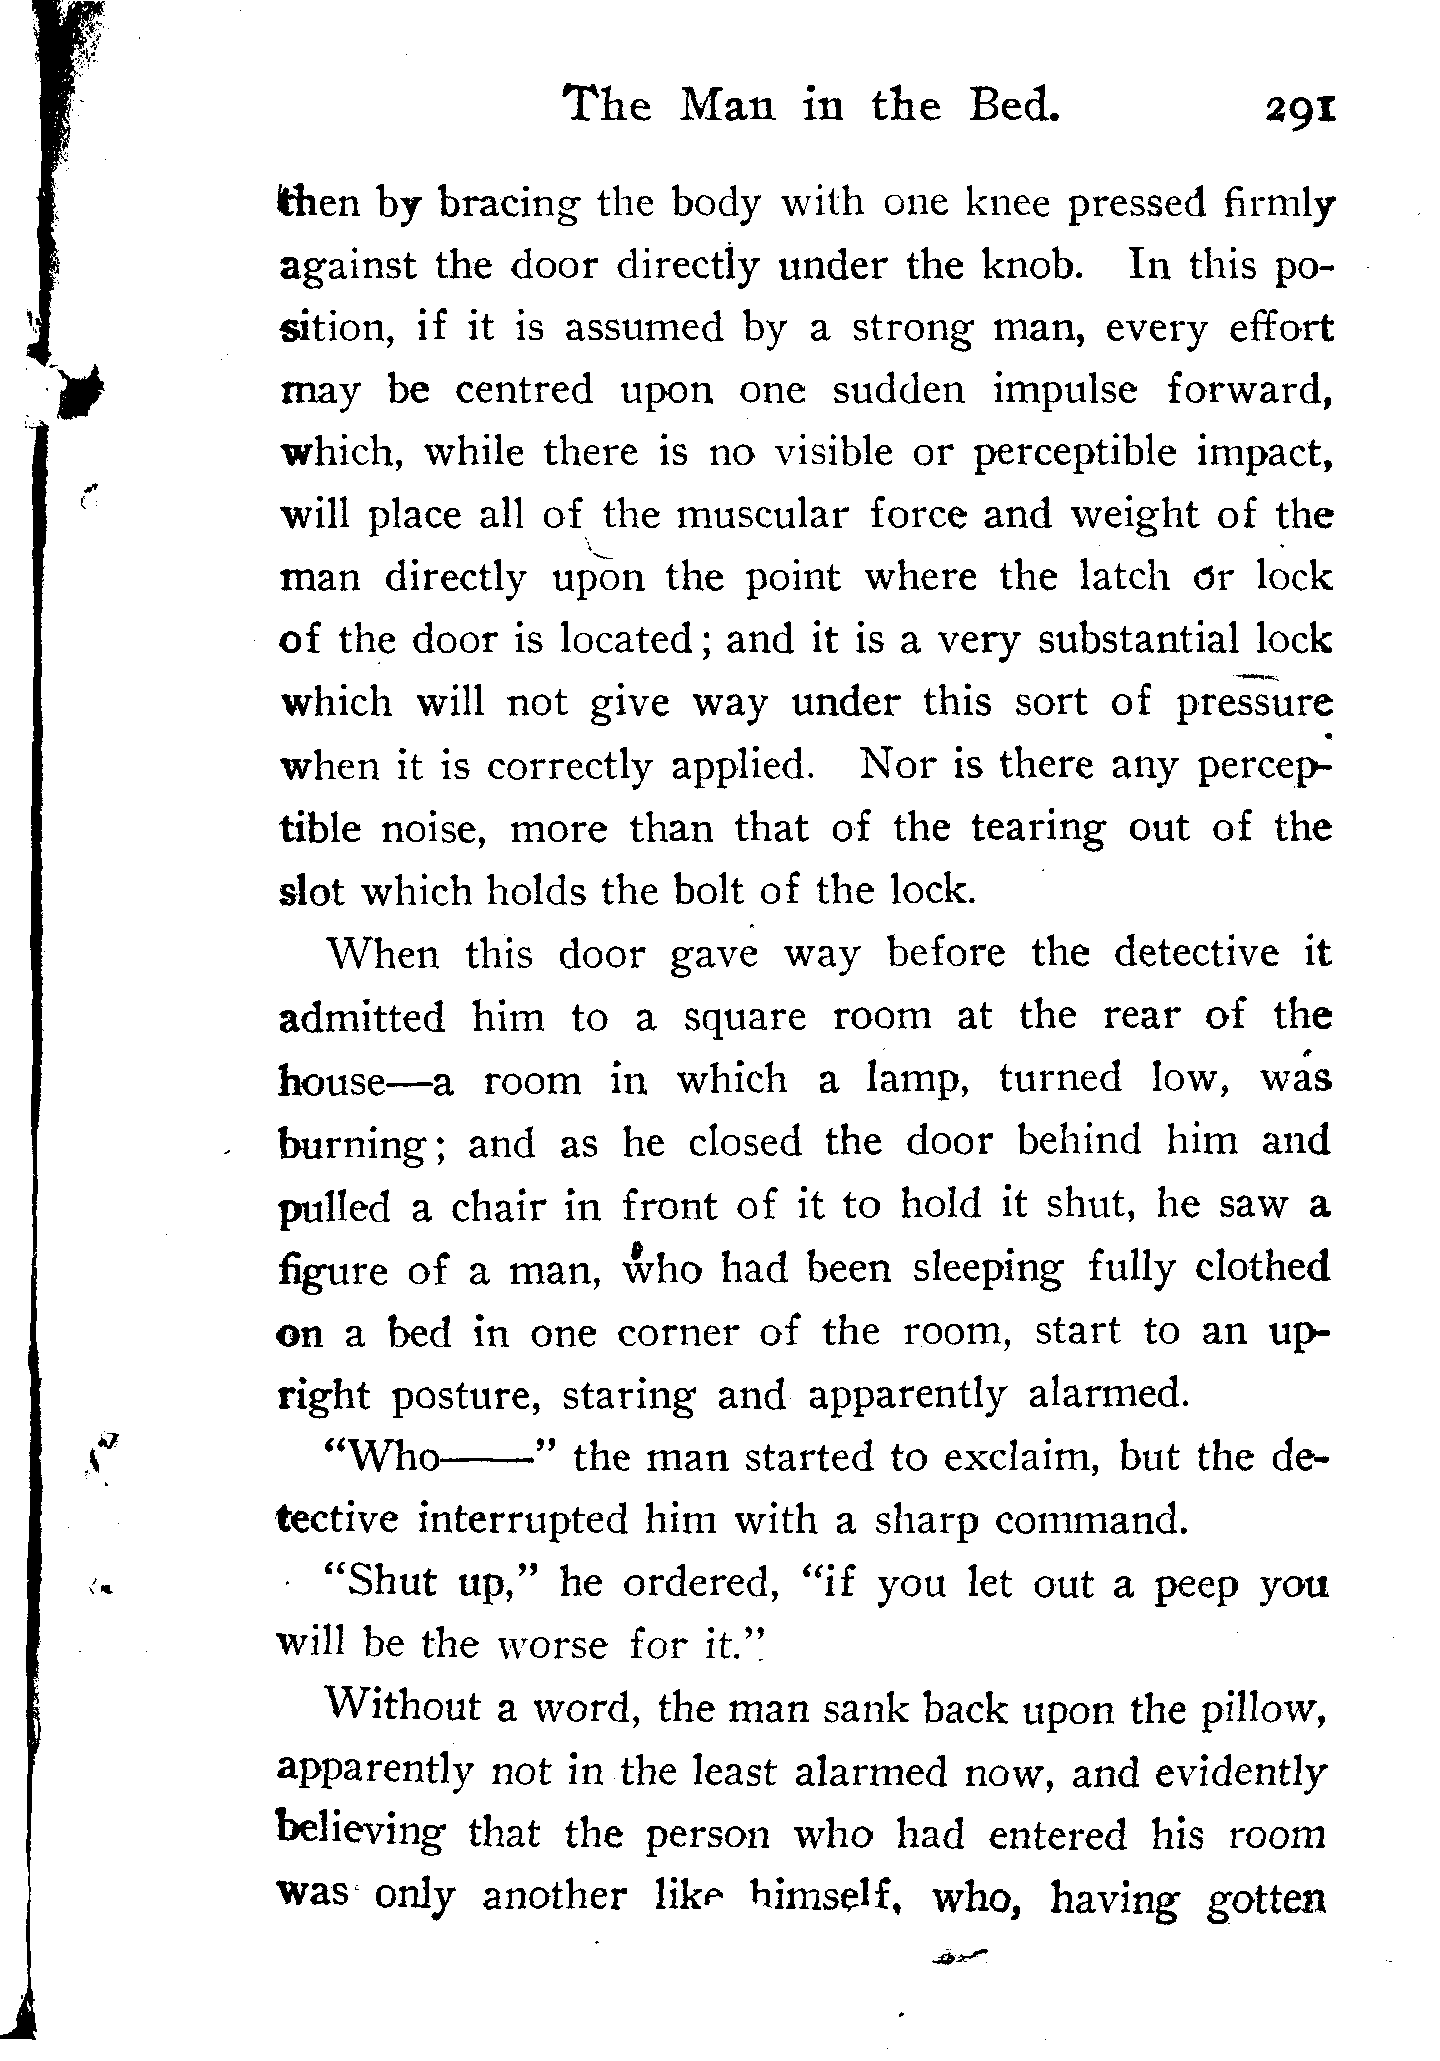 The Man in the Bed. 291
then by bracing the body with one knee pressed firmly
against the door directly under the knob. In this po-
sition, if it is assumed by a strong man, every effort
may be centred upon one sudden impulse forward,
which, while there is no visible or perceptible impact,
will place all of the muscular force and weight of the
man directly upon the point where the latch or lock
of the door is located; and it is a very substantial lock
which will not give way under this sort of pressure
when it is correctly applied. Nor is there any percep-
tible noise, more than that of the tearing out of the
slot which holds the bolt of the lock.
When this door gave way before the detective it
admitted him to a square room at the rear of the
house—a room in which a lamp, turned low, was
burning; and as he closed the door behind him and
pulled a chair in front of it to hold it shut, he saw a
figure of a man, who had been sleeping fully clothed
on a bed in one corner of the room, start to an up-
right posture, staring and apparently alarmed.
"Who——" the man started to exclaim, but the de-
tective interrupted him with a sharp command.
"Shut up," he ordered, "if you let out a peep you
will be the worse for it."
Without a word, the man sank back upon the pillow,
apparently not in the least alarmed now, and evidently
believing that the person who had entered his room
was only another like himself, who, having gotten